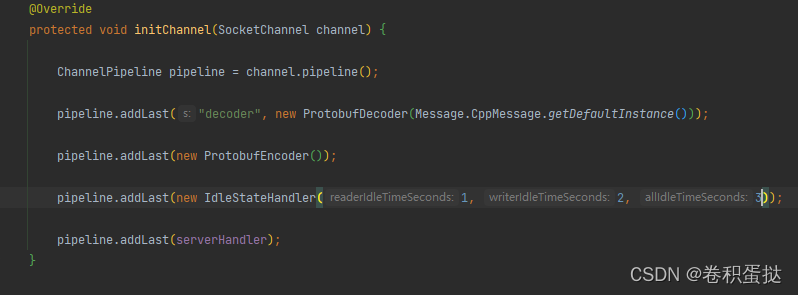 @Override
protected void initChannel(SocketChannel channel) {
ChannelPipeline pipeline = channel.pipeline();
pipeline.addLast( s: "decoder", new ProtobufDecoder(Message.CppMessage.getDefaultInstance()));
pipeline.addLast(new ProtobufEncoder());
pipeline.addLast(new IdleStateHandler( readerIdleTimeSeconds: 1, writerIdleTimeSeconds: 2, allIdleTimeSeconds: 3));
pipeline.addLast(serverHandler);
}
CSDN @卷积蛋挞